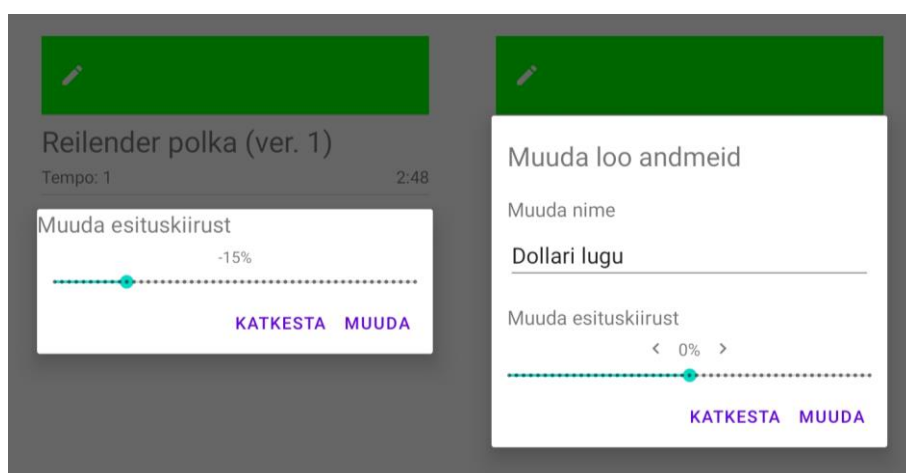 Reilender polka (ver. 1)
Tempo: 1 2:48
Muuda esituskiirust
-15%
KATKESTA MUUDA
Muuda loo andmeid
Muuda nime
Dollari lugu
Muuda esituskiirust
< 0% >
KATKESTA MUUDA